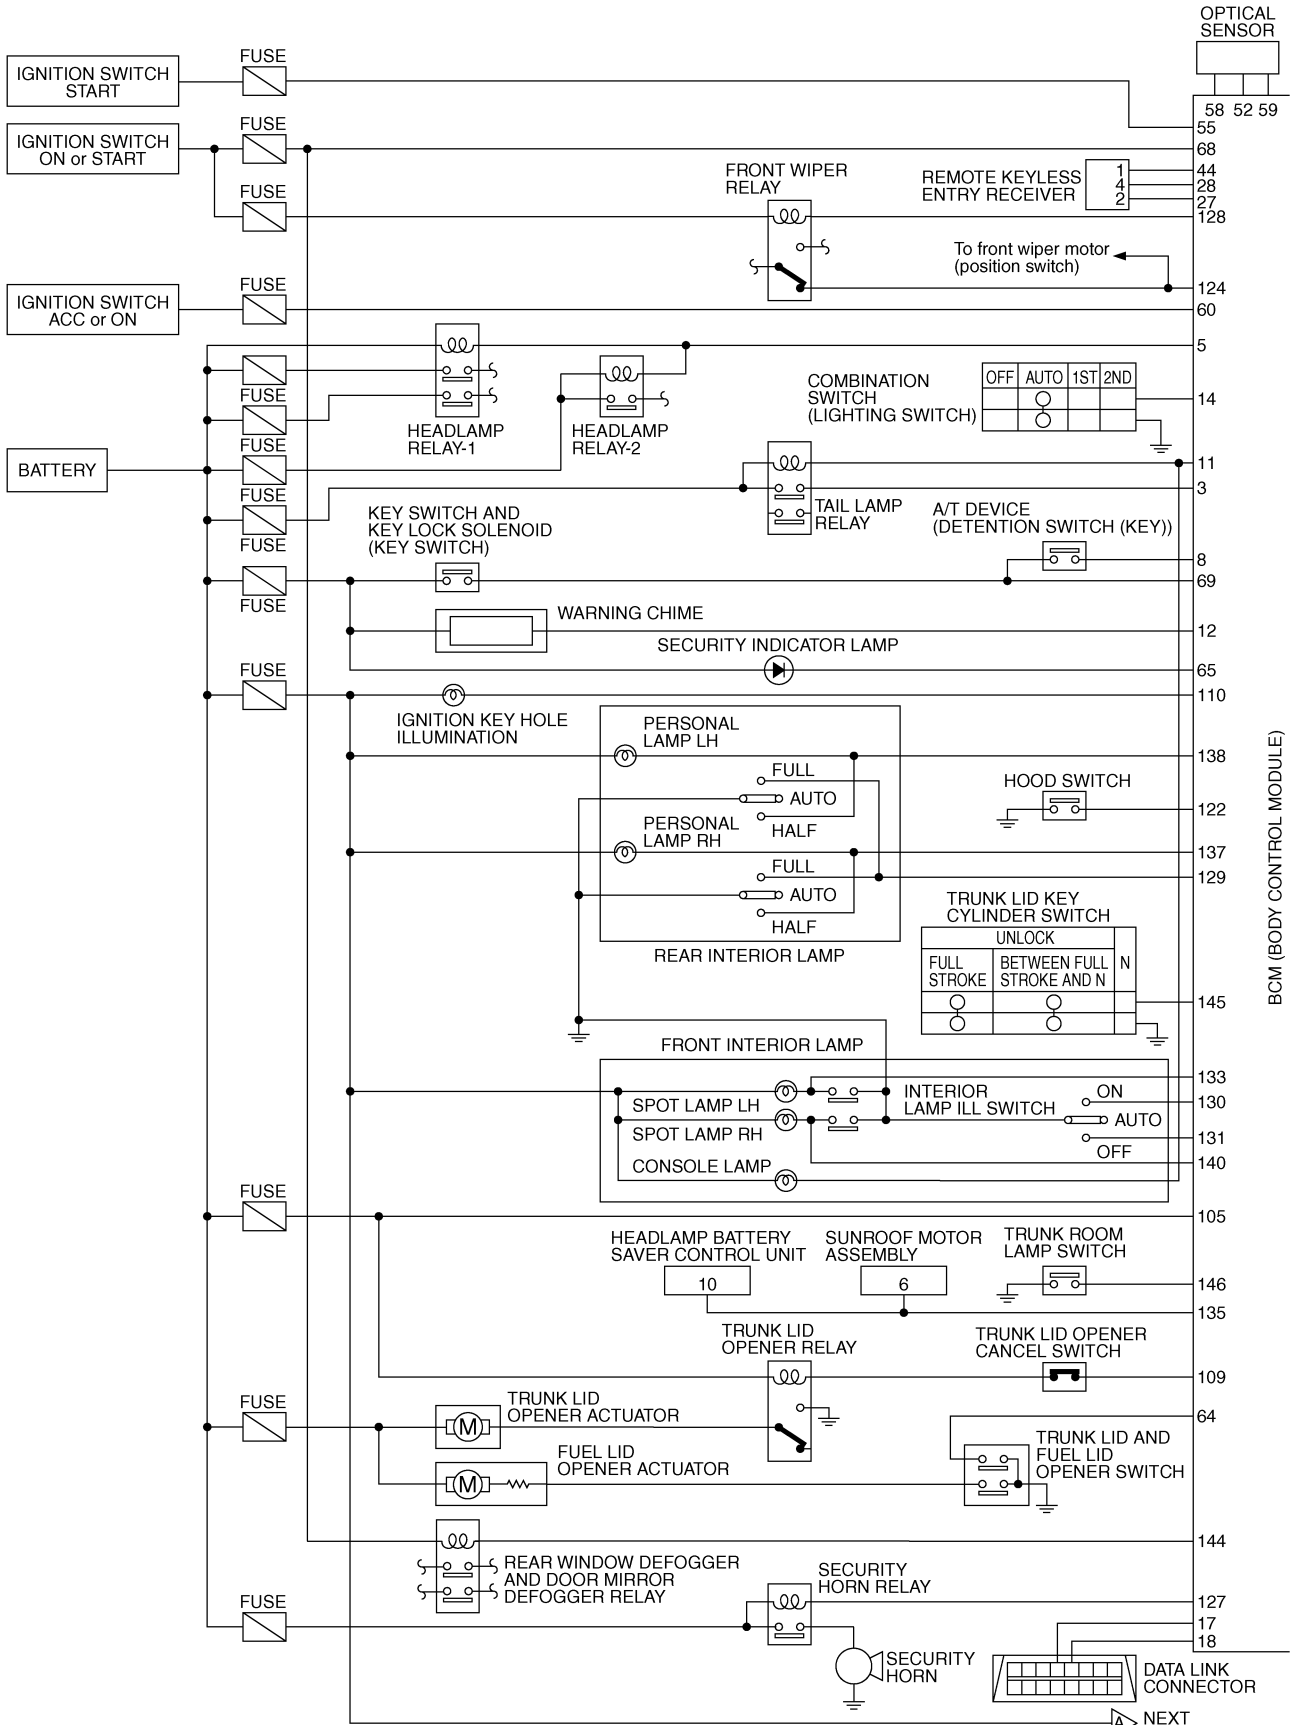 OPTICAL
SENSOR
58 52 59
FUSE
IGNITION SWITCH
START
55
FUSE
IGNITION SWITCH
ON or START
68
FRONT WIPER
RELAY
REMOTE KEYLESS
ENTRY RECEIVER
1
4
2
44
28
27
FUSE
128
To front wiper motor
(position switch)
124
FUSE
IGNITION SWITCH
ACC or ON
60
5
COMBINATION
SWITCH
(LIGHTING SWITCH)
OFF AUTO 1ST 2ND
14
FUSE
HEADLAMP
RELAY-1
HEADLAMP
RELAY-2
FUSE
BATTERY
11
3
FUSE
TAIL LAMP
RELAY
FUSE
KEY SWITCH AND
KEY LOCK SOLENOID
(KEY SWITCH)
A/T DEVICE
(DETENTION SWITCH (KEY))
8
69
FUSE
WARNING CHIME
12
SECURITY INDICATOR LAMP
65
FUSE
110
IGNITION KEY HOLE
ILLUMINATION
PERSONAL
LAMP LH
138
FULL
AUTO
HALF
HOOD SWITCH
122
PERSONAL
LAMP RH
137
FULL
129
AUTO
HALF
REAR INTERIOR LAMP
TRUNK LID KEY
CYLINDER SWITCH
UNLOCK
FULL
STROKE
BETWEEN FULL
STROKE AND N
N
145
BCM (BODY CONTROL MODULE)
FRONT INTERIOR LAMP
133
SPOT LAMP LH
INTERIOR
LAMP ILL SWITCH
ON
130
AUTO
SPOT LAMP RH
131
OFF
140
CONSOLE LAMP
FUSE
105
HEADLAMP BATTERY
SAVER CONTROL UNIT
10
SUNROOF MOTOR
ASSEMBLY
6
TRUNK ROOM
LAMP SWITCH
146
135
TRUNK LID
OPENER RELAY
TRUNK LID OPENER
CANCEL SWITCH
109
FUSE
TRUNK LID
OPENER ACTUATOR
M
64
FUEL LID
OPENER ACTUATOR
M
TRUNK LID AND
FUEL LID
OPENER SWITCH
144
REAR WINDOW DEFOGGER
AND DOOR MIRROR
DEFOGGER RELAY
SECURITY
HORN RELAY
FUSE
127
17
18
SECURITY
HORN
DATA LINK
CONNECTOR
A
NEXT